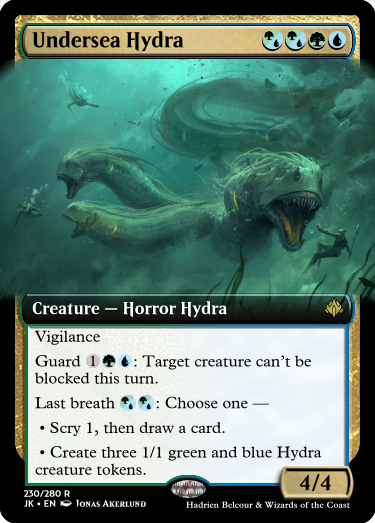 Undersea Hydra
Creature — Horror Hydra
Vigilance
Guard 1: Target creature can't be
blocked this turn.
Last breath : Choose one —
• Scry 1, then draw a card.
• Create three 1/1 green and blue Hydra
creature tokens.
4/4
230/280 R
JK • EN Jonas Akerlund
Hadrien Belcour & Wizards of the Coast